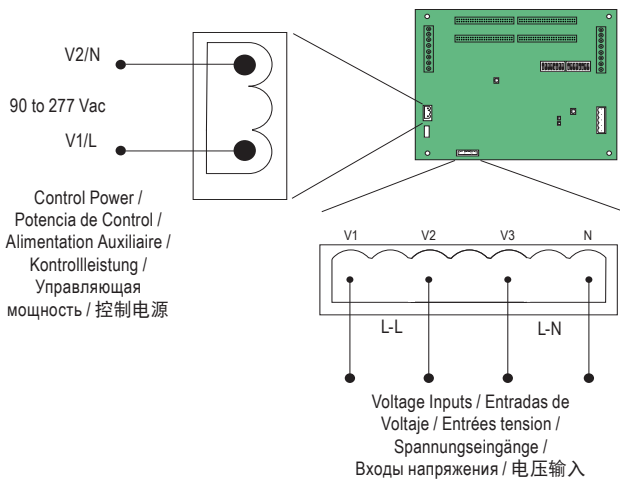 V2/N
90 to 277 Vac
V1/L
Control Power /
Potencia de Control /
Alimentation Auxiliaire /
Kontrollleistung /
Управляющая
мощность / 控制电源
V1 V2 V3 N
L-L L-N
Voltage Inputs / Entradas de
Voltaje / Entrées tension /
Spannungseingänge /
Входы напряжения / 电压输入